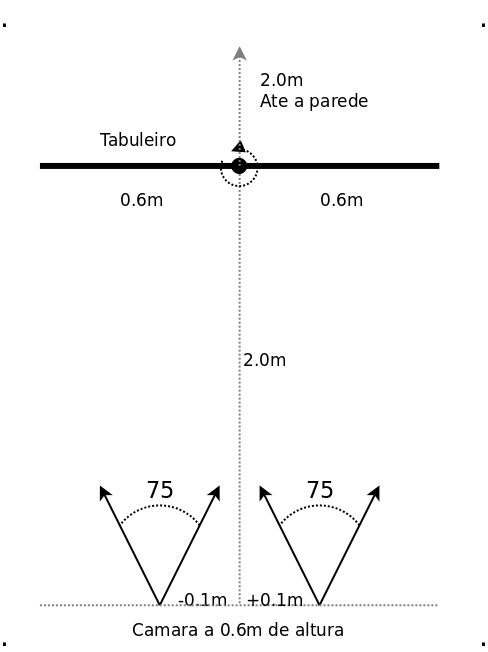 2.0m
Ate a parede
Tabuleiro
0.6m 0.6m
2.0m
75 75
-0.1m +0.1m
Camara a 0.6m de altura